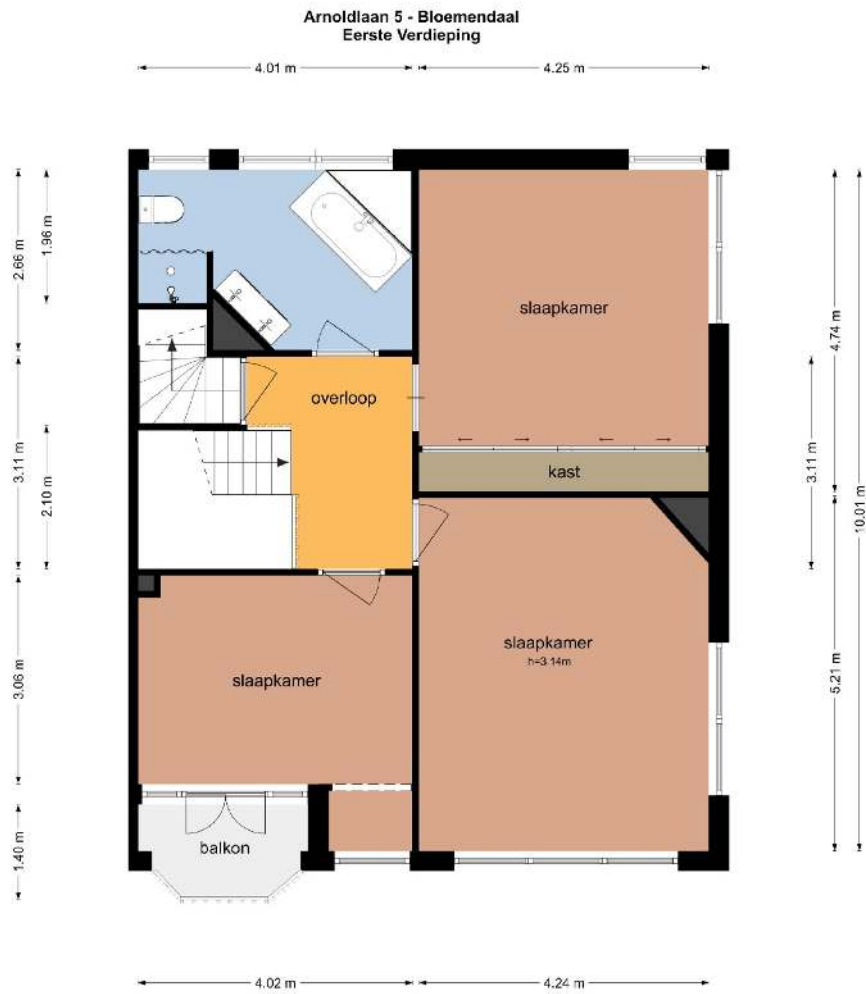 Arnoldlaan 5 - Bloemendaal
Eerste Verdieping
4.01 m
4.25 m
2.66 m
1.96 m
slaapkamer
4.74 m
overloop
3.11 m
2.10 m
kast
3.11 m
10.01 m
slaapkamer
h=3.14m
slaapkamer
3.06 m
5.21 m
balkon
1.40 m
4.02 m
4.24 m